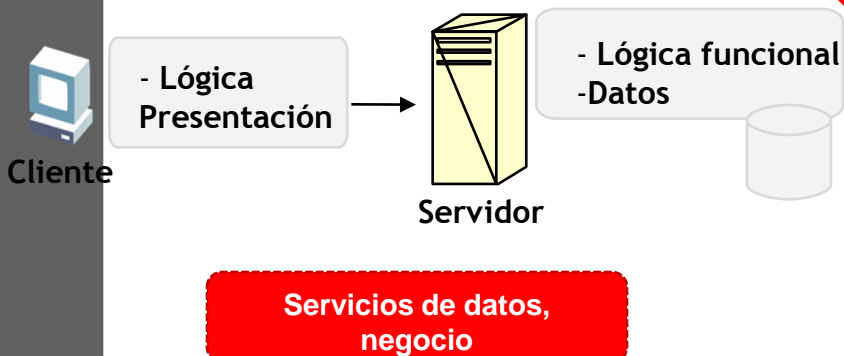 - Lógica
Presentación
Cliente
Servidor
- Lógica funcional
-Datos
Servicios de datos,
negocio